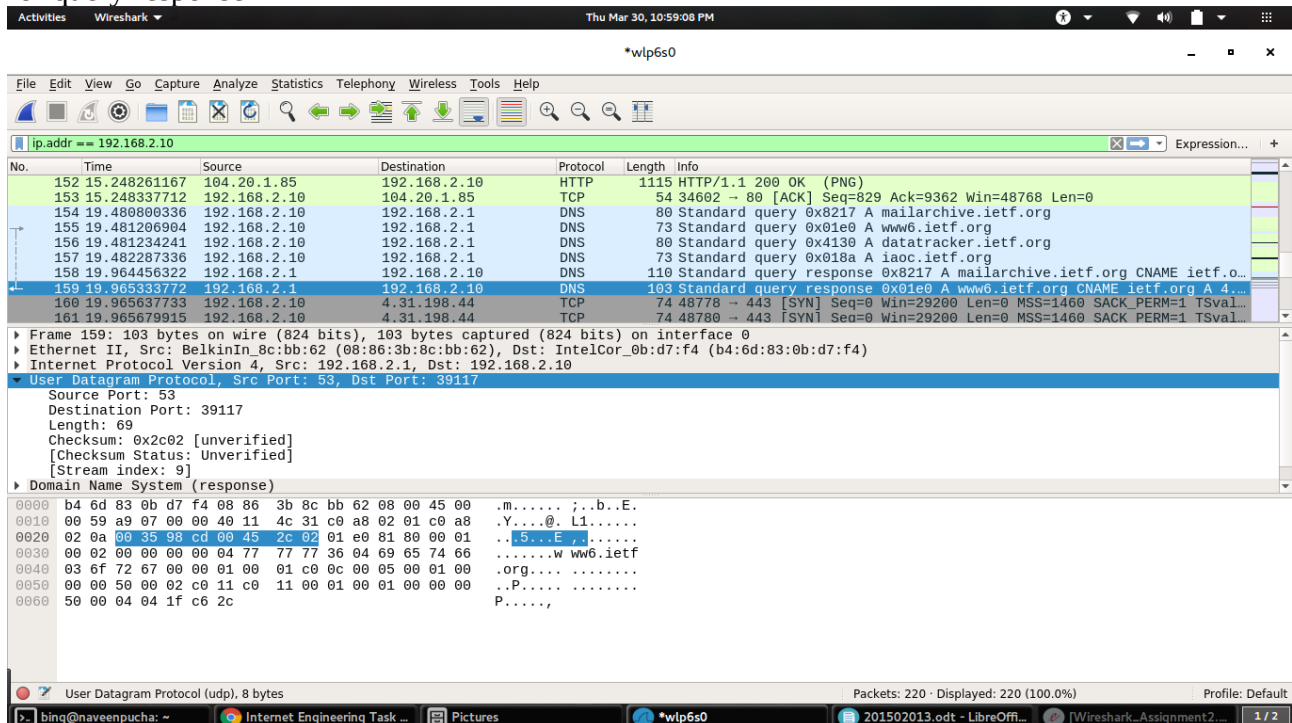 Activities Wireshark Thu Mar 30, 10:59:08 PM
*wlp6s0
File Edit View Go Capture Analyze Statistics Telephony Wireless Tools Help
ip.addr == 192.168.2.10 Expression... +
No. Time Source Destination Protocol Length Info
152 15.248261167 104.20.1.85 192.168.2.10 HTTP 1115 HTTP/1.1 200 OK (PNG)
153 15.248337712 192.168.2.10 104.20.1.85 TCP 54 34602 → 80 [ACK] Seq=829 Ack=9362 Win=48768 Len=0
154 19.480800336 192.168.2.10 192.168.2.1 DNS 80 Standard query 0x8217 A mailarchive.ietf.org
155 19.481206904 192.168.2.10 192.168.2.1 DNS 73 Standard query 0x01e0 A www6.ietf.org
156 19.481234241 192.168.2.10 192.168.2.1 DNS 80 Standard query 0x4130 A datatracker.ietf.org
157 19.482287336 192.168.2.10 192.168.2.1 DNS 73 Standard query 0x018a A iaoc.ietf.org
158 19.964456322 192.168.2.1 192.168.2.10 DNS 110 Standard query response 0x8217 A mailarchive.ietf.org CNAME ietf.o...
159 19.965333772 192.168.2.1 192.168.2.10 DNS 103 Standard query response 0x01e0 A www6.ietf.org CNAME ietf.org A 4....
160 19.965637733 192.168.2.10 4.31.198.44 TCP 74 48778 → 443 [SYN] Seq=0 Win=29200 Len=0 MSS=1460 SACK_PERM=1 TSval...
161 19.965679915 192.168.2.10 4.31.198.44 TCP 74 48780 → 443 [SYN] Seq=0 Win=29200 Len=0 MSS=1460 SACK_PERM=1 TSval...
Frame 159: 103 bytes on wire (824 bits), 103 bytes captured (824 bits) on interface 0
Ethernet II, Src: BelkinIn_8c:bb:62 (08:86:3b:8c:bb:62), Dst: IntelCor_0b:d7:f4 (b4:6d:83:0b:d7:f4)
Internet Protocol Version 4, Src: 192.168.2.1, Dst: 192.168.2.10
User Datagram Protocol, Src Port: 53, Dst Port: 39117
Source Port: 53
Destination Port: 39117
Length: 69
Checksum: 0x2c02 [unverified]
[Checksum Status: Unverified]
[Stream index: 9]
Domain Name System (response)
0000 b4 6d 83 0b d7 f4 08 86 3b 8c bb 62 08 00 45 00 .m...... ;..b..E.
0010 00 59 a9 07 00 00 40 11 4c 31 c0 a8 02 01 c0 a8 .Y....@. L1......
0020 02 0a 00 35 98 cd 00 45 2c 02 01 e0 81 80 00 01 ...5...E ,.......
0030 00 02 00 00 00 00 04 77 77 77 36 04 69 65 74 66 .......w ww6.ietf
0040 03 6f 72 67 00 00 01 00 01 c0 0c 00 05 00 01 00 .org.... ........
0050 00 00 50 00 02 c0 11 c0 11 00 01 00 01 00 00 00 ..P..... ........
0060 50 00 04 04 1f c6 2c P.....,
User Datagram Protocol (udp), 8 bytes Packets: 220 · Displayed: 220 (100.0%) Profile: Default
bing@naveenpucha: ~ Internet Engineering Task ... Pictures *wlp6s0 201502013.odt - LibreOffi... [Wireshark_Assignment2.... 1 / 2